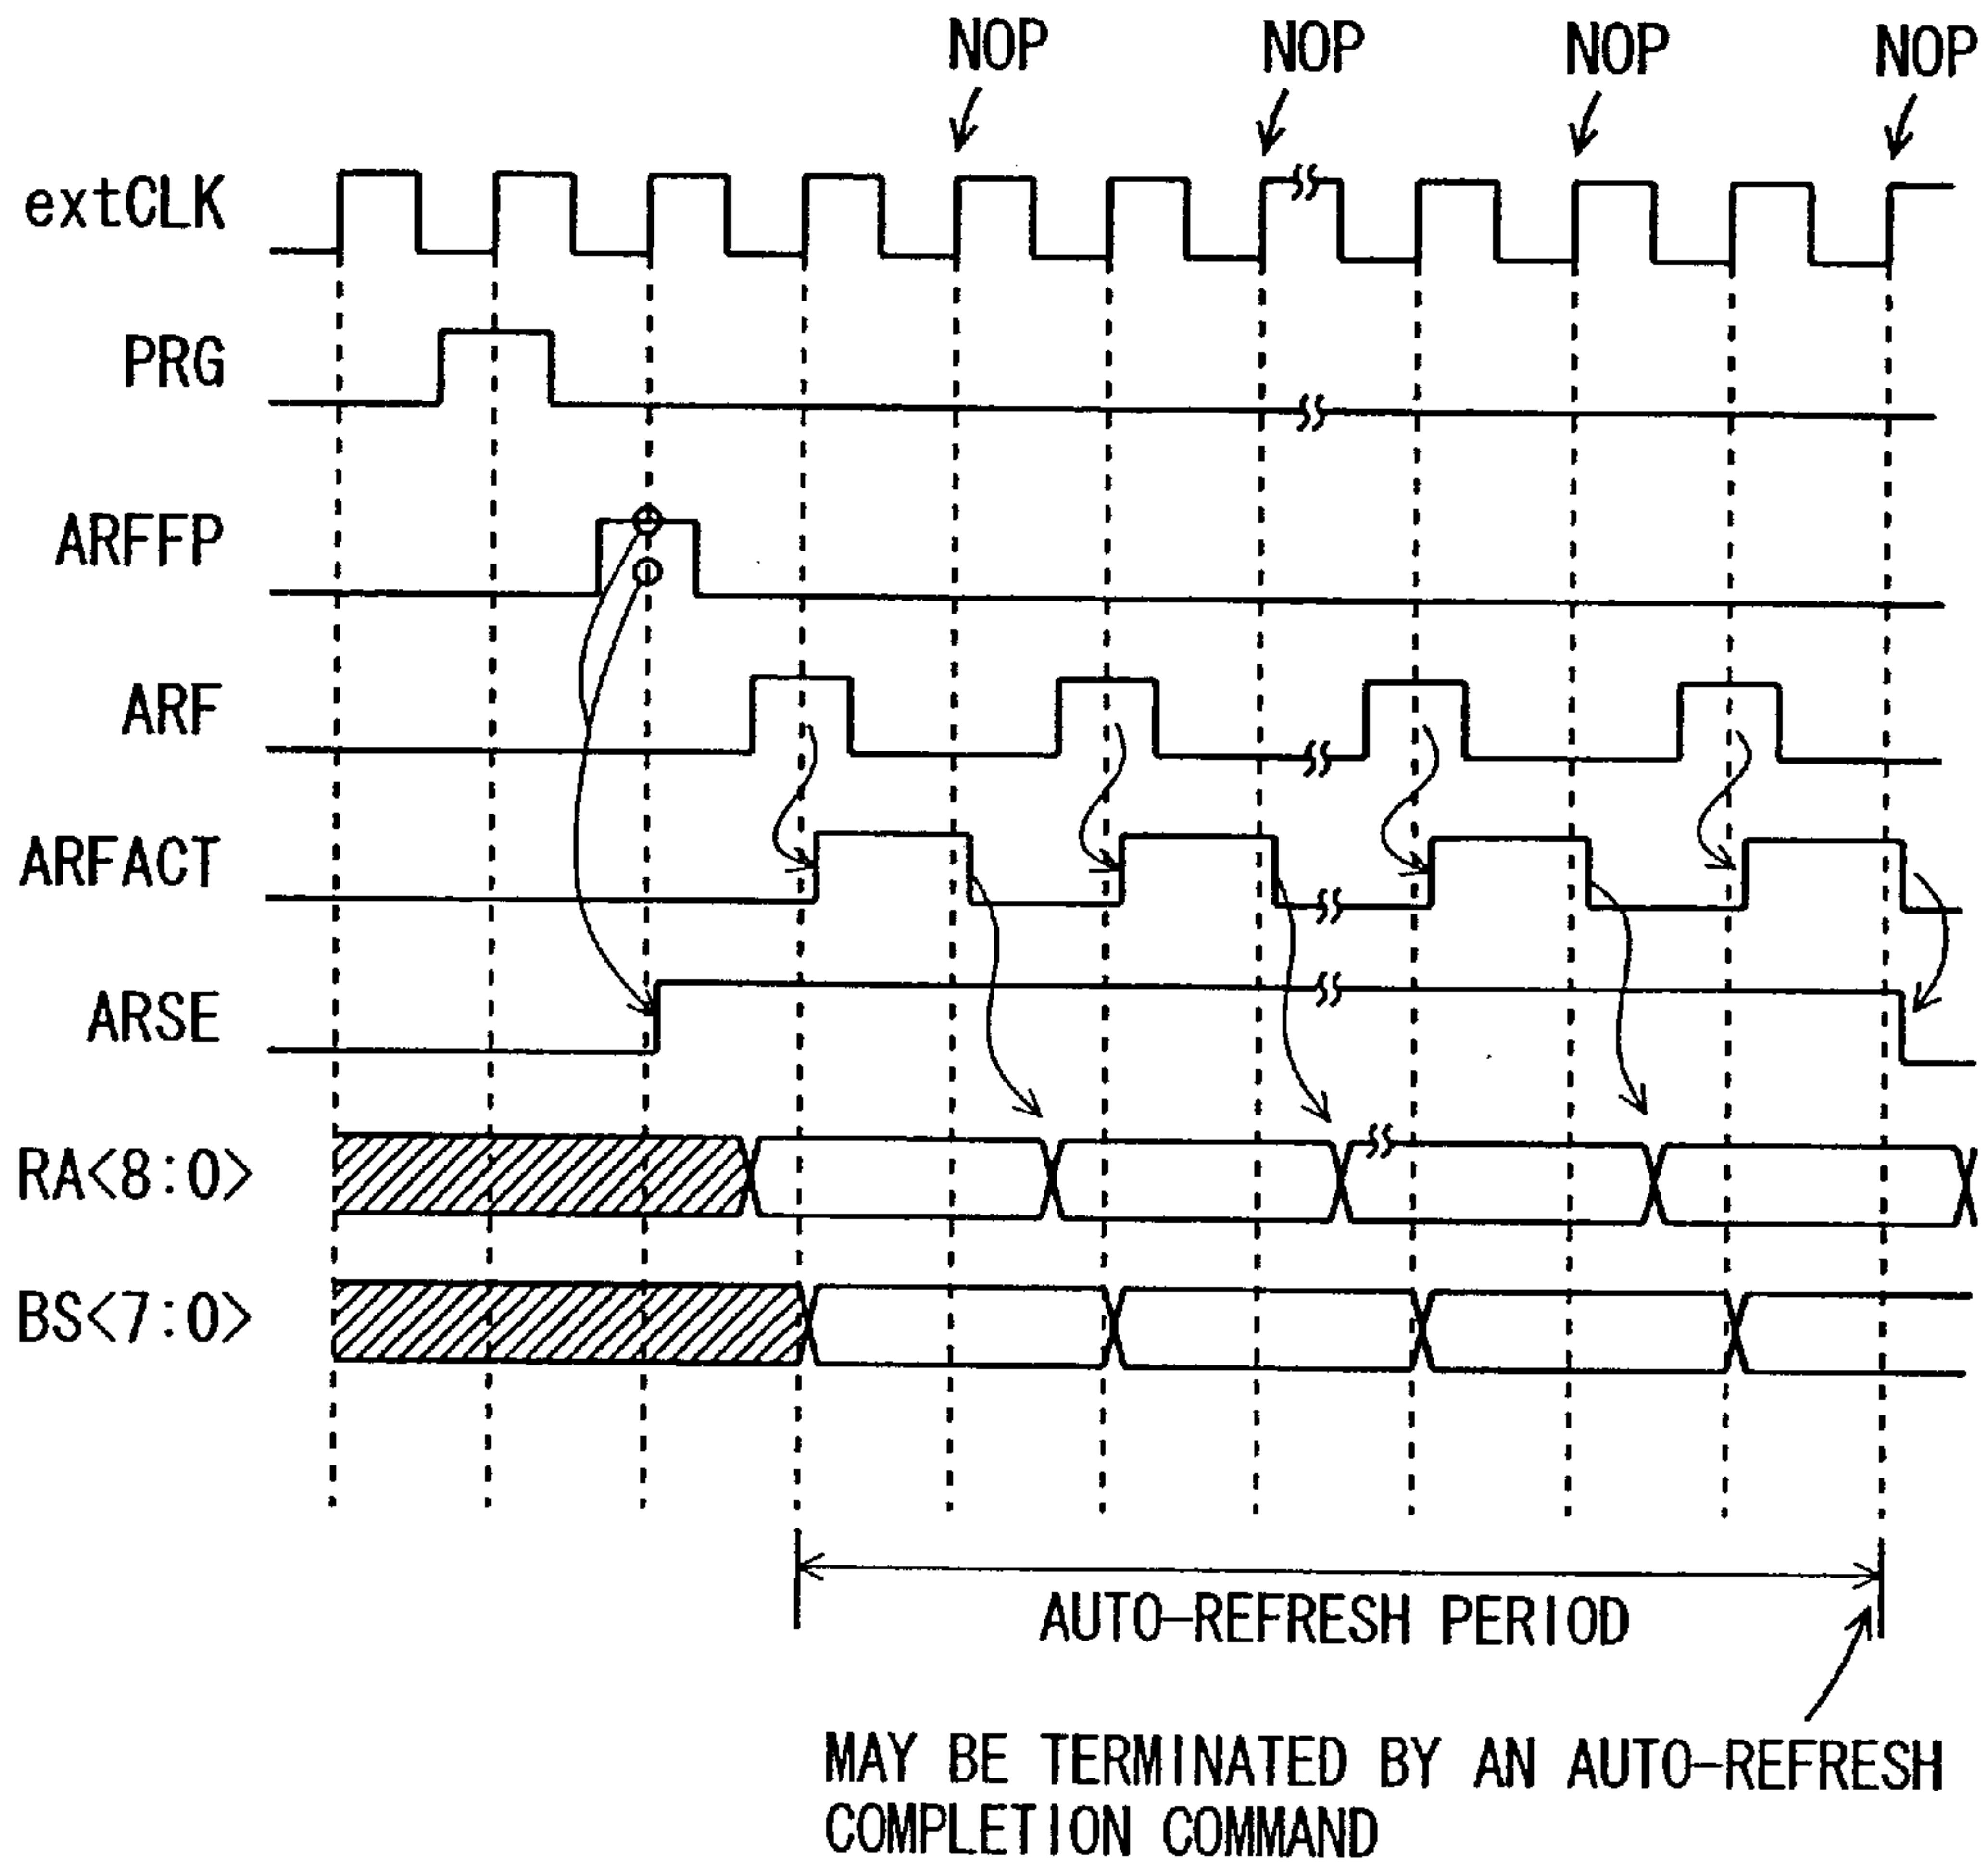 NOP NOP NOP NOP
extCLK
PRG
ARFFP
ARF
ARFACT
ARSE
RA<8:0>
BS<7:0>
AUTO-REFRESH PERIOD
MAY BE TERMINATED BY AN AUTO-REFRESH
COMPLETION COMMAND